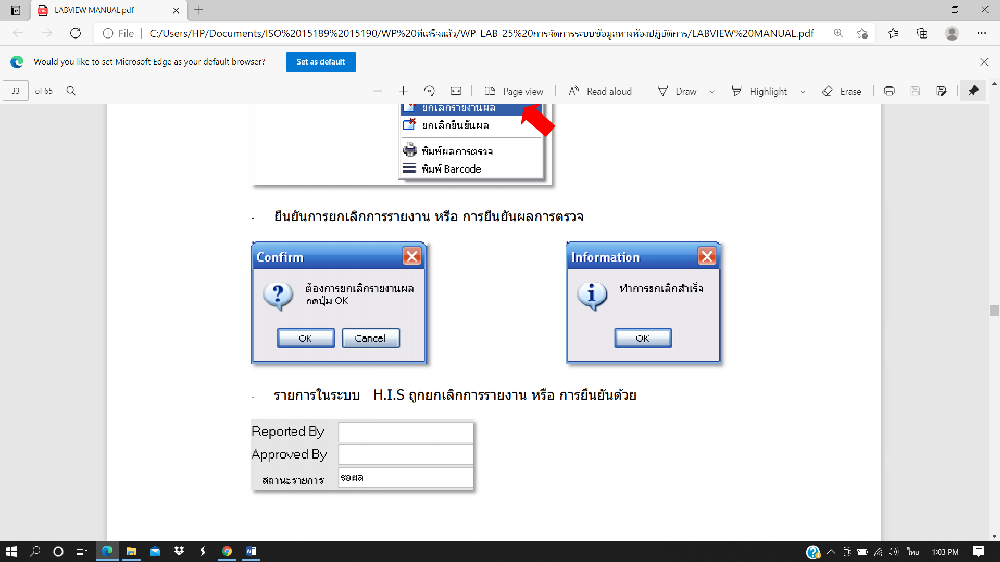 LABVIEW MANUAL.pdf
File
C:/Users/HP/Documents/ISO%2015189%2015190/WP%20ที่เสร็จแล้ว/WP-LAB-25%20การจัดการระบบข้อมูลทางห้องปฏิบัติการ/LABVIEW%20MANUAL.pdf
Would you like to set Microsoft Edge as your default browser?
Set as default
33 of 65
Page view
Read aloud
Draw
Highlight
Erase
ยกเลิกรายงานผล
ยกเลิกยืนยันผล
พิมพ์ผลการตรวจ
พิมพ์ Barcode
- ยืนยันการยกเลิกการรายงาน หรือ การยืนยันผลการตรวจ
Confirm
ต้องการยกเลิกรายงานผล
กดปุ่ม OK
OK Cancel
Information
ทำการยกเลิกสำเร็จ
OK
- รายการในระบบ H.I.S ถูกยกเลิกการรายงาน หรือ การยืนยันด้วย
Reported By
Approved By
สถานะรายการ รอผล
ไทย
1:03 PM